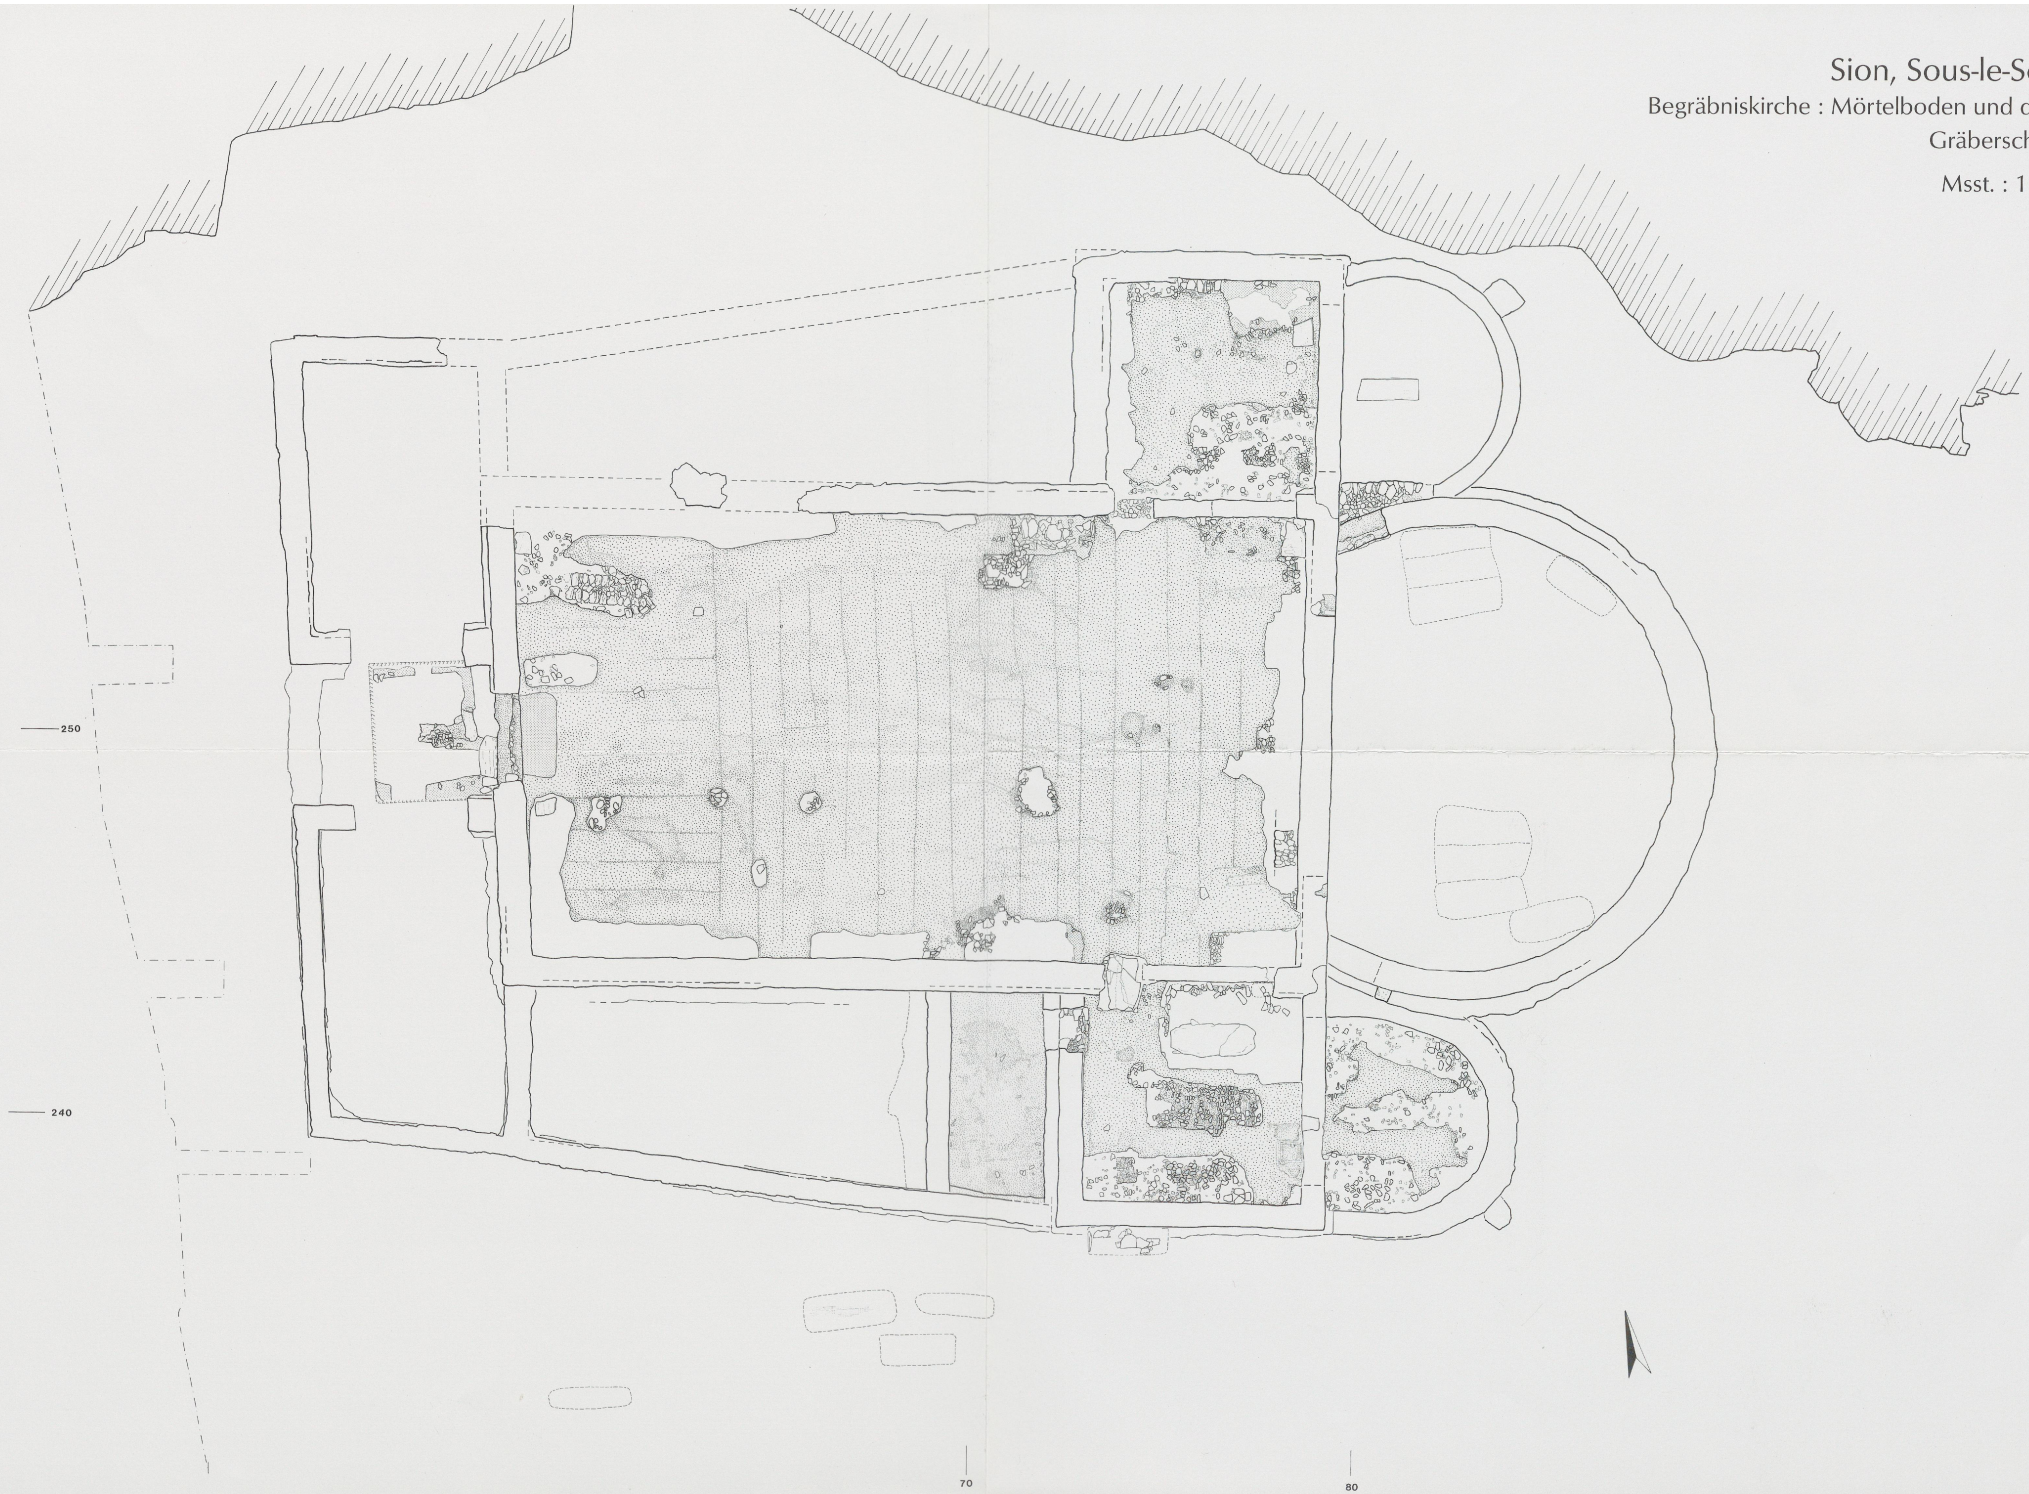 Sion, Sous-le-S
Begräbniskirche : Mörtelboden und d
Gräbersch
Msst. : 1
250
240
70
80